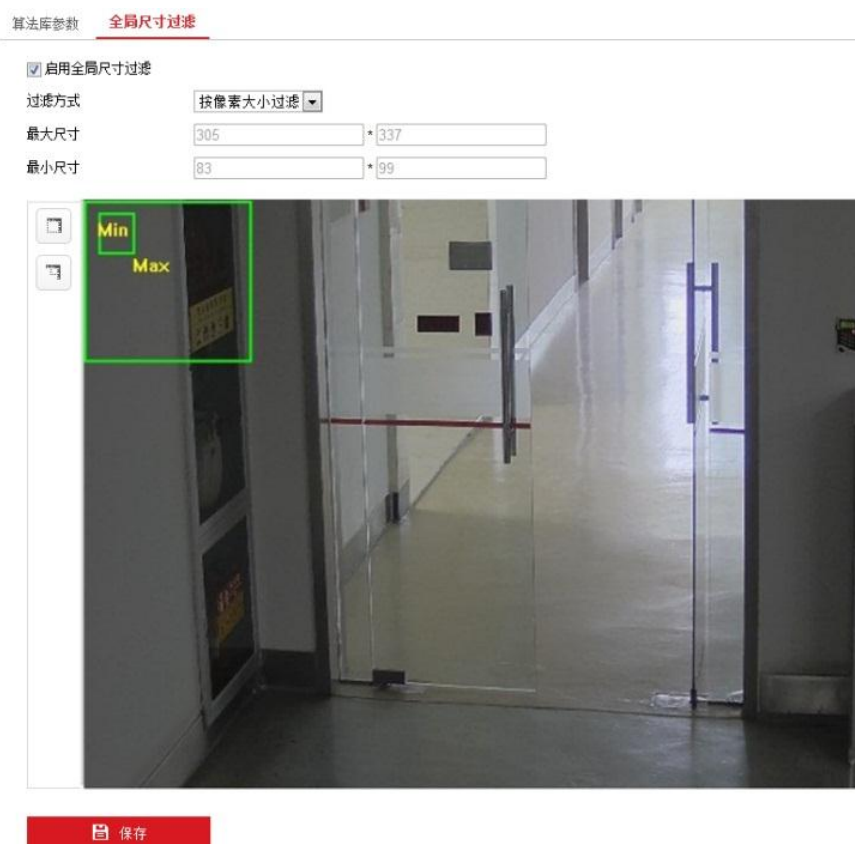 算法库参数 全局尺寸过滤
启用全局尺寸过滤
过滤方式 按像素大小过滤
最大尺寸 305 * 337
最小尺寸 83 * 99
Min
Max
保存